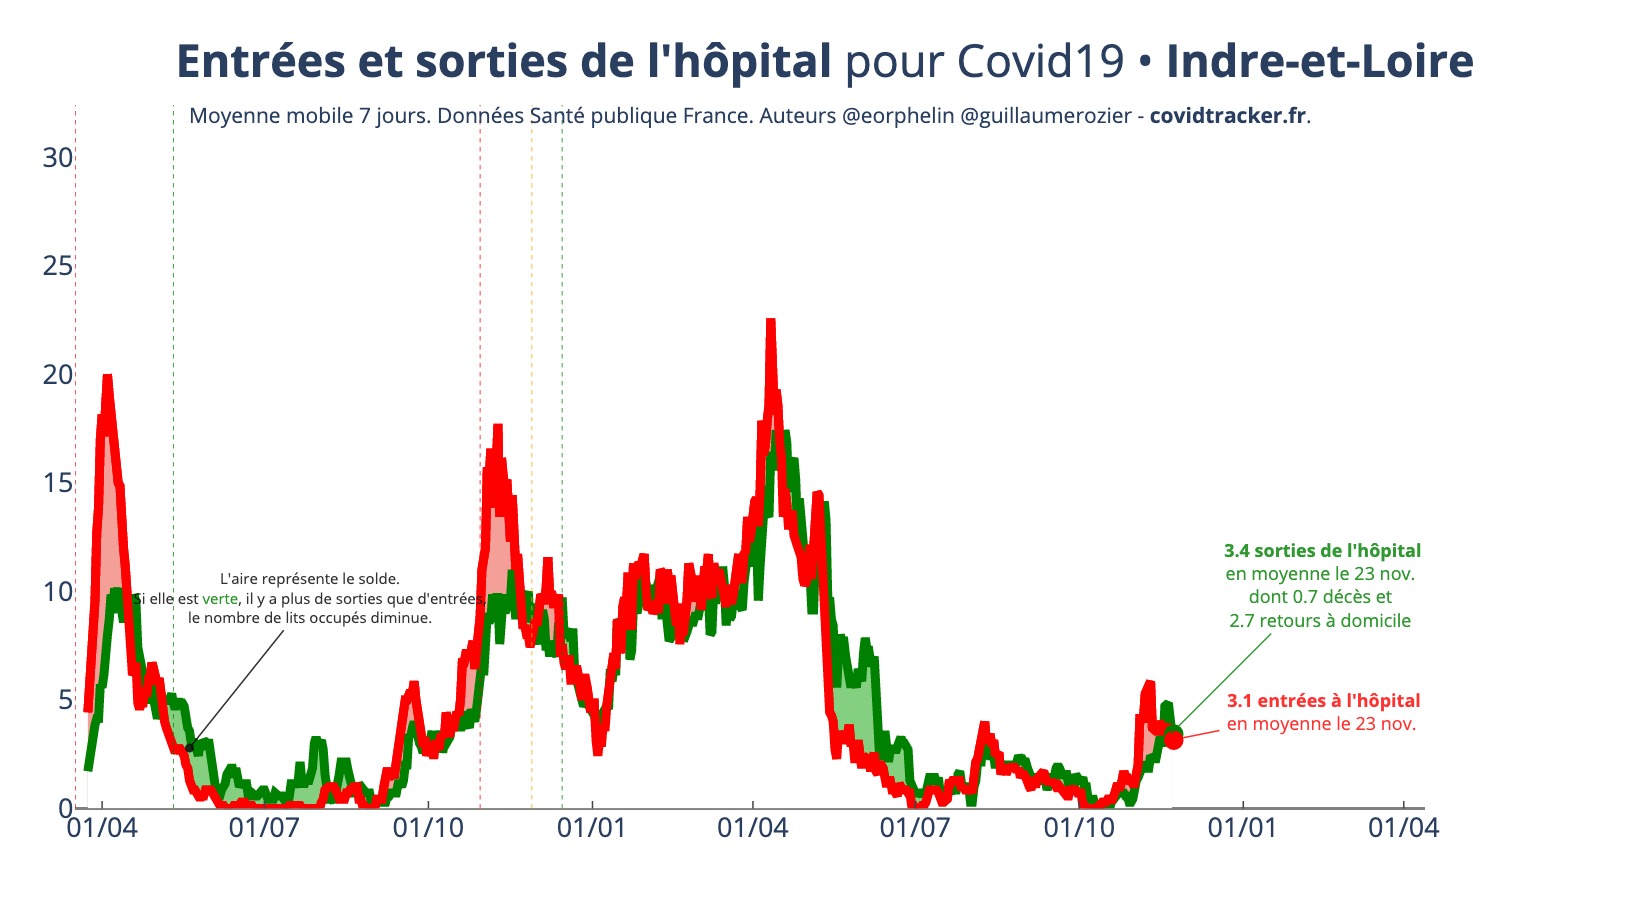 Entrées et sorties de l'hôpital pour Covid19 • Indre-et-Loire
Moyenne mobile 7 jours. Données Santé publique France. Auteurs @eorphelin @guillaumerozier - covidtracker.fr.
30
25
20
15
10
5
0
L'aire représente le solde.
Si elle est verte, il y a plus de sorties que d'entrées,
le nombre de lits occupés diminue.
3.4 sorties de l'hôpital
en moyenne le 23 nov.
dont 0.7 décès et
2.7 retours à domicile
3.1 entrées à l'hôpital
en moyenne le 23 nov.
01/04 01/07 01/10 01/01 01/04 01/07 01/10 01/01 01/04